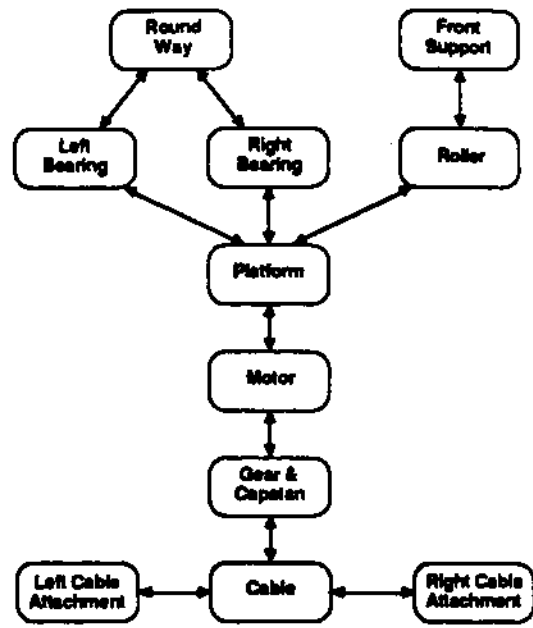 Round
Way
Front
Support
Left
Bearing
Right
Bearing
Roller
Platform
Motor
Gear &
Capstan
Left Cable
Attachment
Cable
Right Cable
Attachment